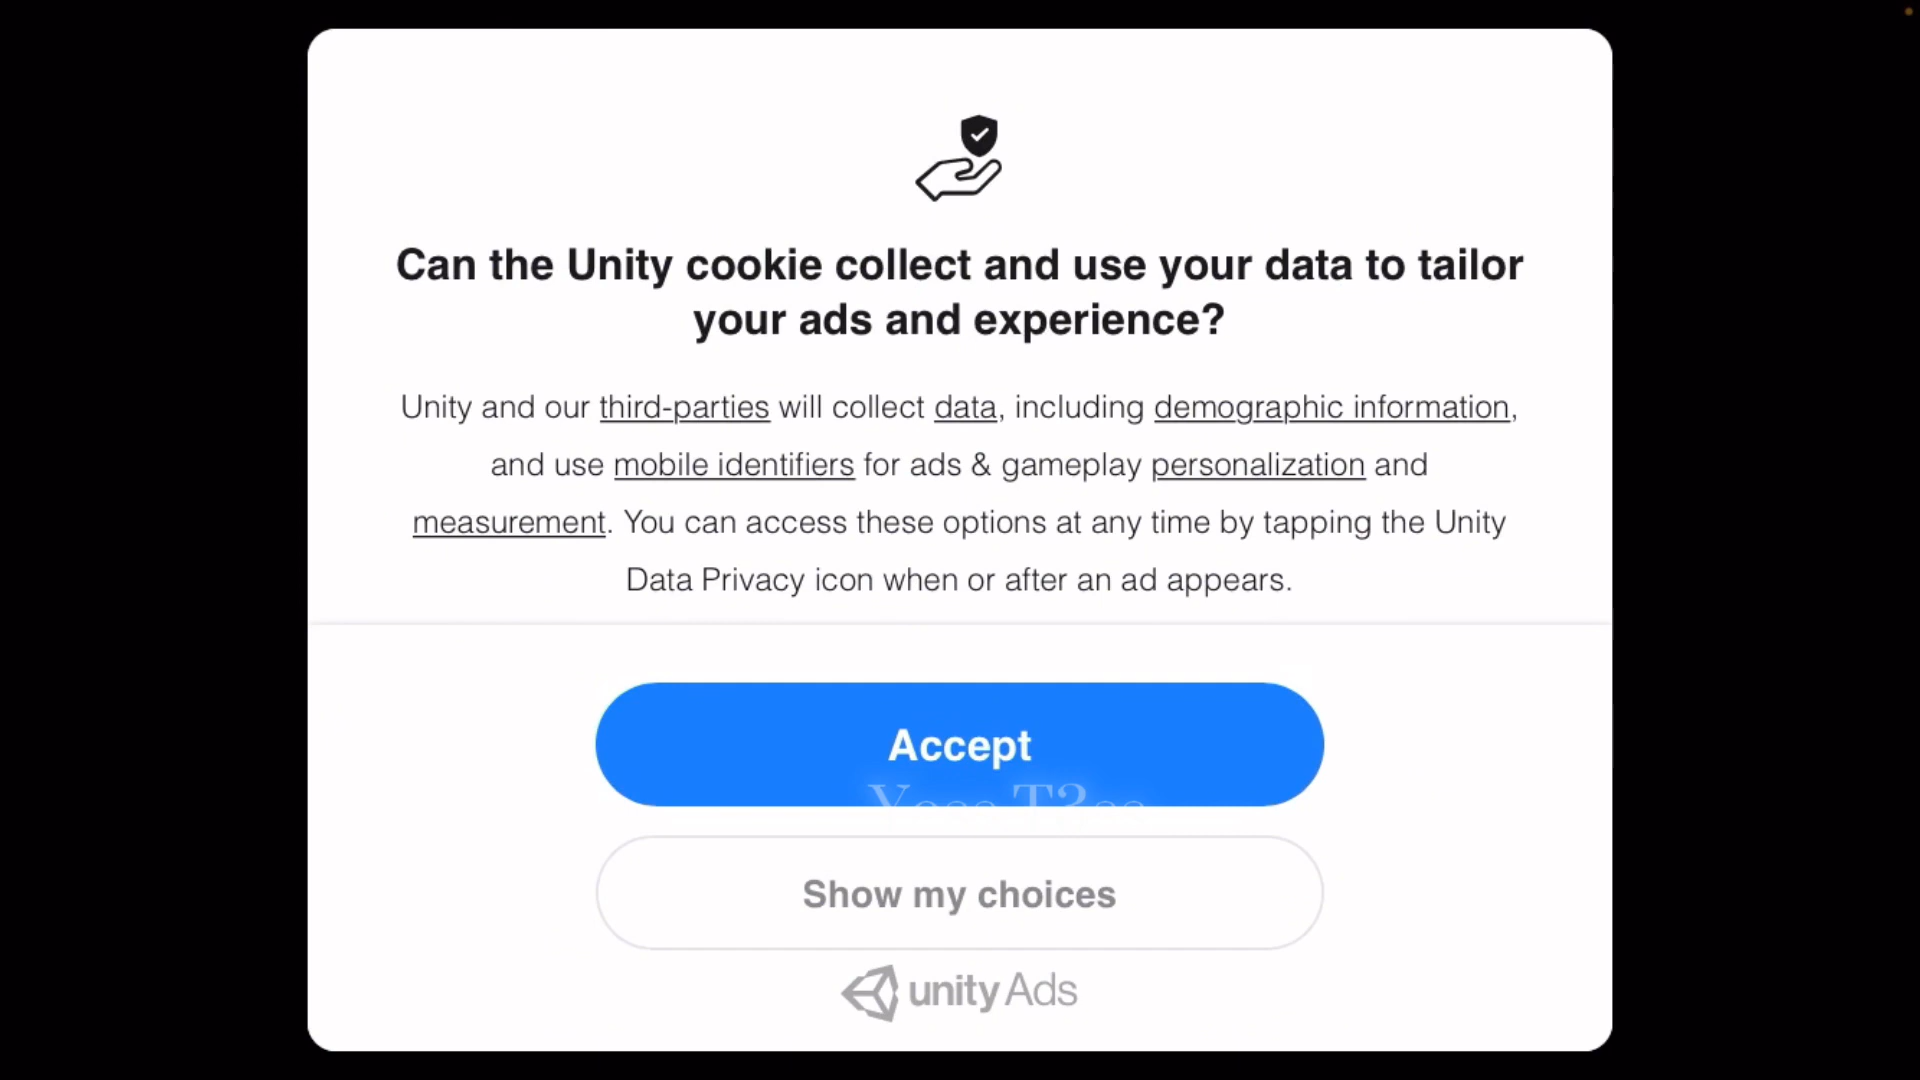 Can the Unity cookie collect and use your data to tailor
your ads and experience?
Unity and our third-parties will collect data, including demographic information,
and use mobile identifiers for ads & gameplay personalization and
measurement. You can access these options at any time by tapping the Unity
Data Privacy icon when or after an ad appears.
Accept
Show my choices
unity Ads